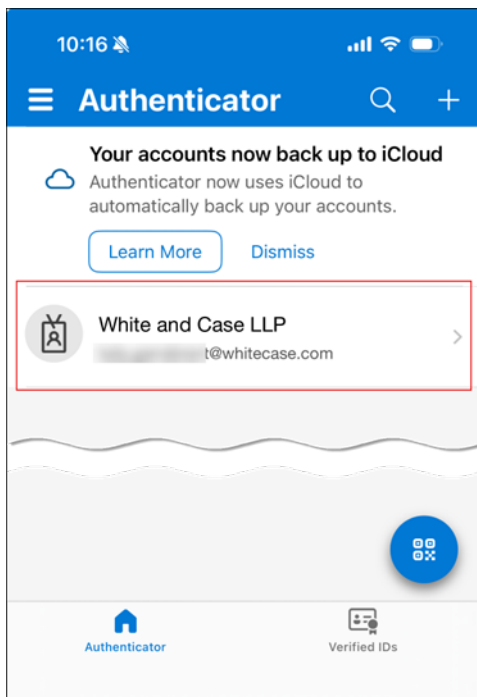 10:16
Authenticator
Your accounts now back up to iCloud
Authenticator now uses iCloud to
automatically back up your accounts.
Learn More Dismiss
White and Case LLP
t@whitecase.com
Authenticator Verified IDs